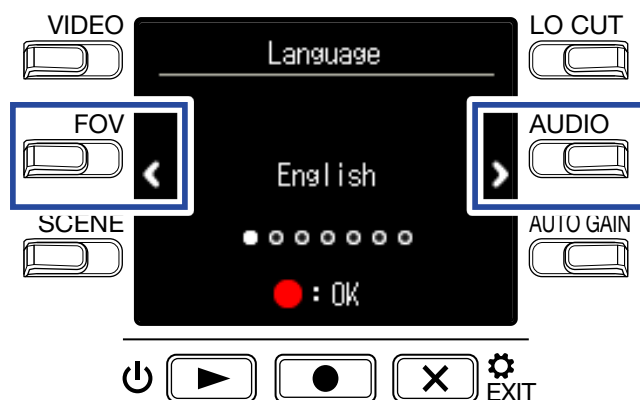 VIDEO
LO CUT
Language
FOV
AUDIO
English
SCENE
AUTO GAIN
: OK
EXIT